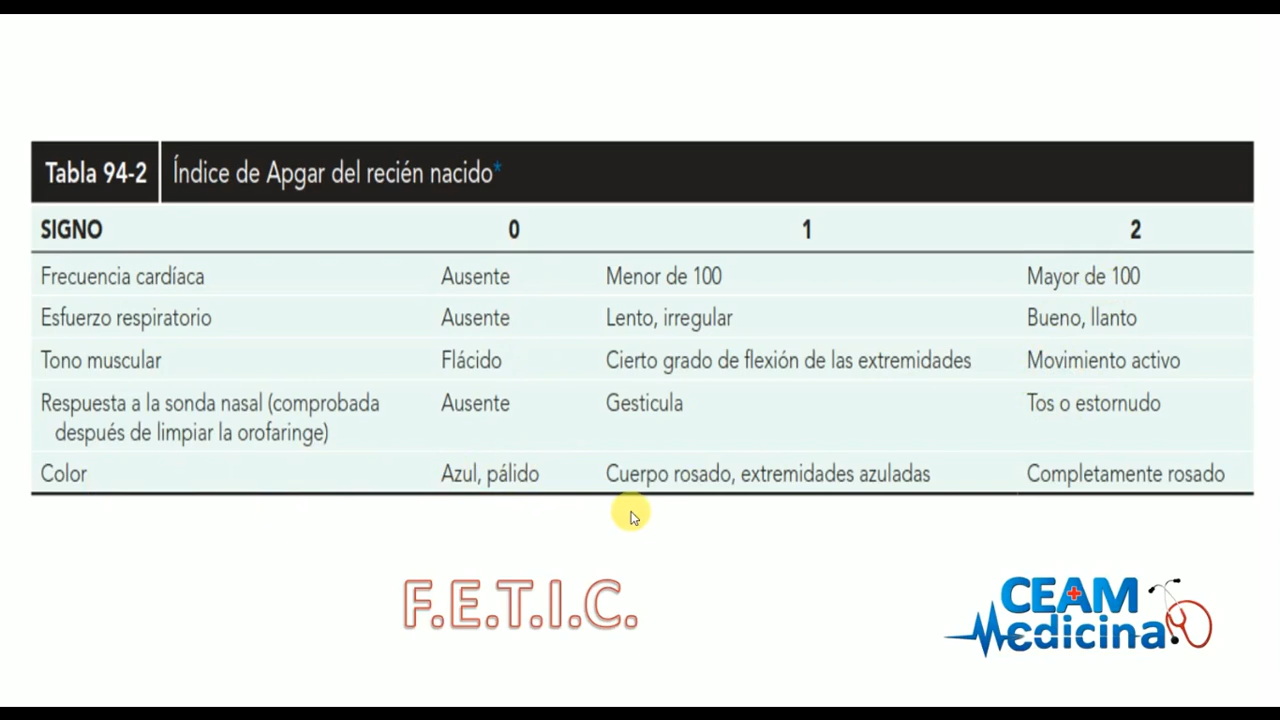 Tabla 94-2 Índice de Apgar del recién nacido*
SIGNO 0 1 2
Frecuencia cardíaca Ausente Menor de 100 Mayor de 100
Esfuerzo respiratorio Ausente Lento, irregular Bueno, llanto
Tono muscular Flácido Cierto grado de flexión de las extremidades Movimiento activo
Respuesta a la sonda nasal (comprobada Ausente Gesticula Tos o estornudo
después de limpiar la orofaringe)
Color Azul, pálido Cuerpo rosado, extremidades azuladas Completamente rosado
F.E.T.I.C.
CEAM
Medicina